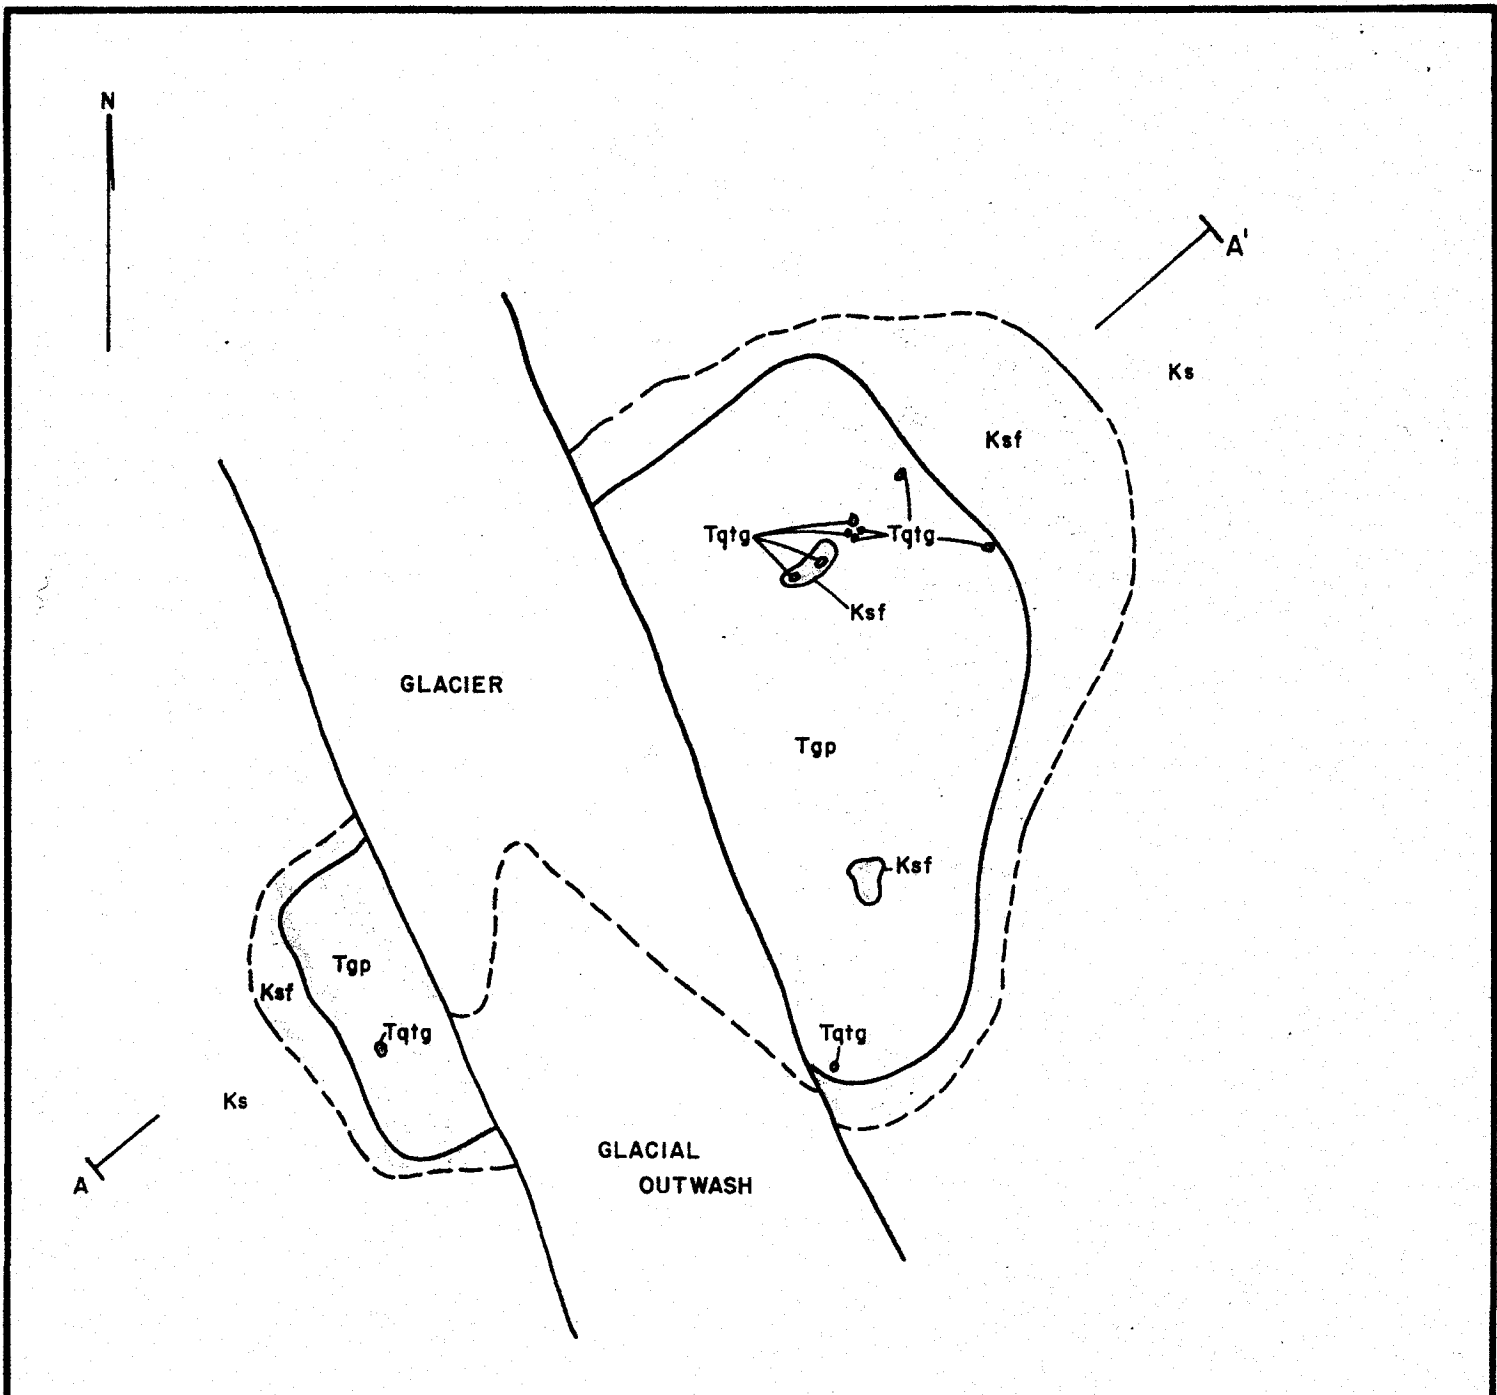 N
A'
Ks
Ksf
Tqtg
Tqtg
Ksf
GLACIER
Tgp
Ksf
Tgp
Ksf
Tqtg
Tqtg
Ks
GLACIAL
OUTWASH
A